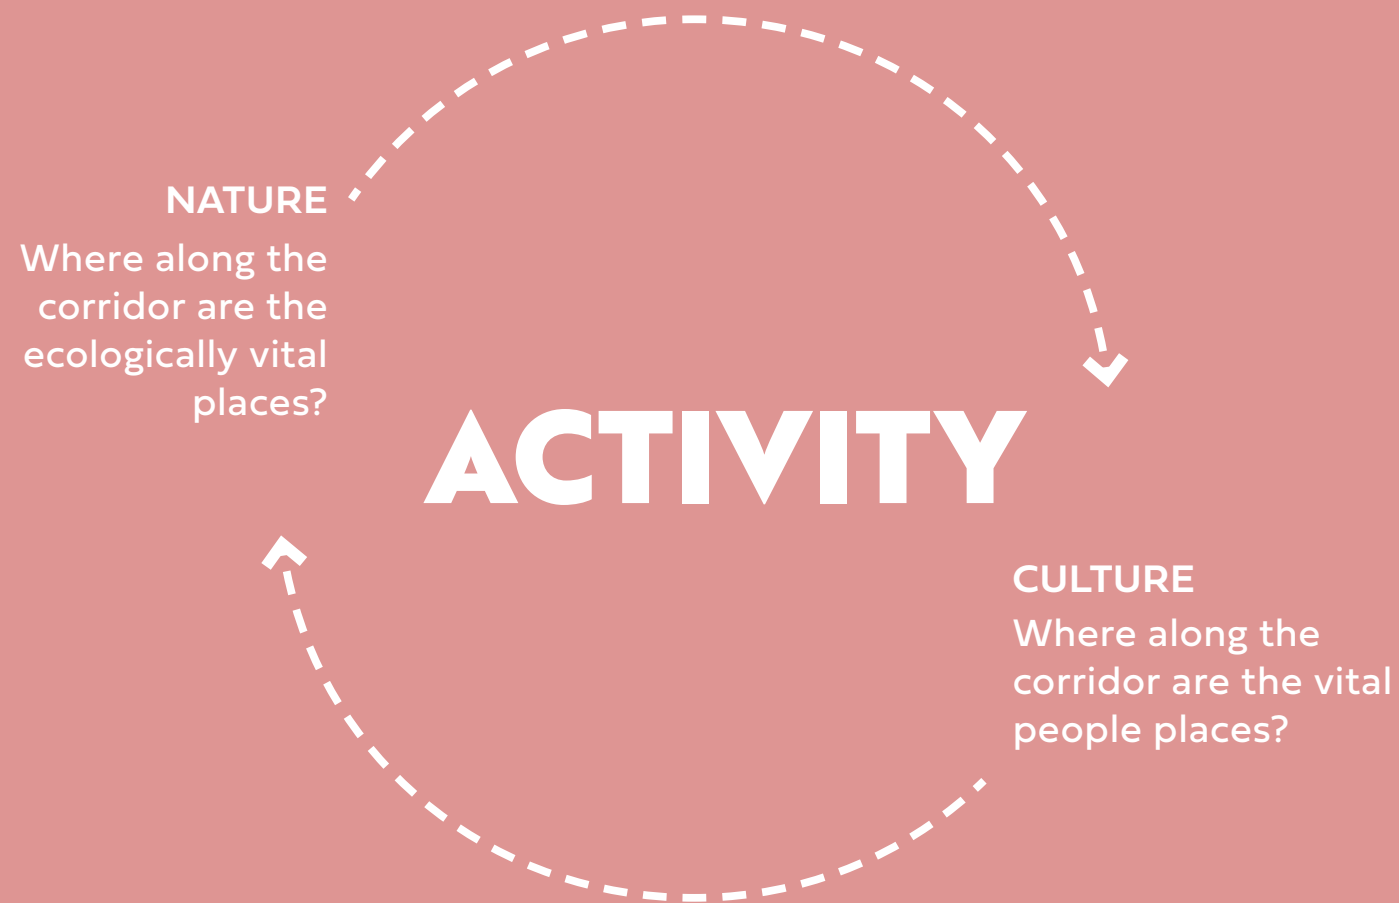 NATURE
Where along the
corridor are the
ecologically vital
places?
ACTIVITY
CULTURE
Where along the
corridor are the vital
people places?